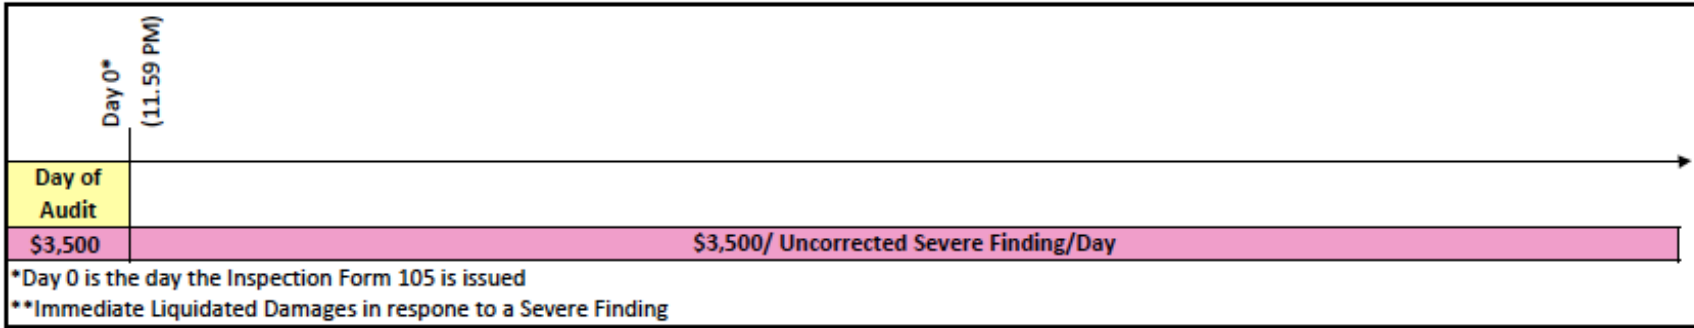 Day 0*
(11.59 PM)
Day of
Audit
$3,500
$3,500/ Uncorrected Severe Finding/Day
*Day 0 is the day the Inspection Form 105 is issued
**Immediate Liquidated Damages in respone to a Severe Finding